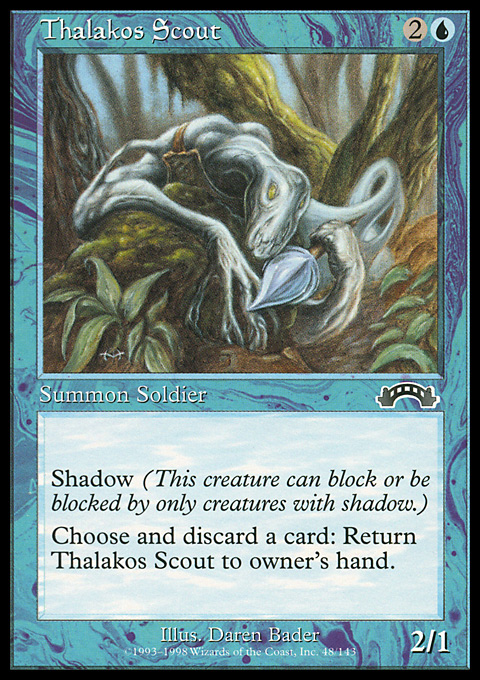 Thalakos Scout 2
Summon Soldier
Shadow (This creature can block or be
blocked by only creatures with shadow.)
Choose and discard a card: Return
Thalakos Scout to owner's hand.
Illus. Daren Bader
©1993–1998 Wizards of the Coast, Inc. 48/143
2/1